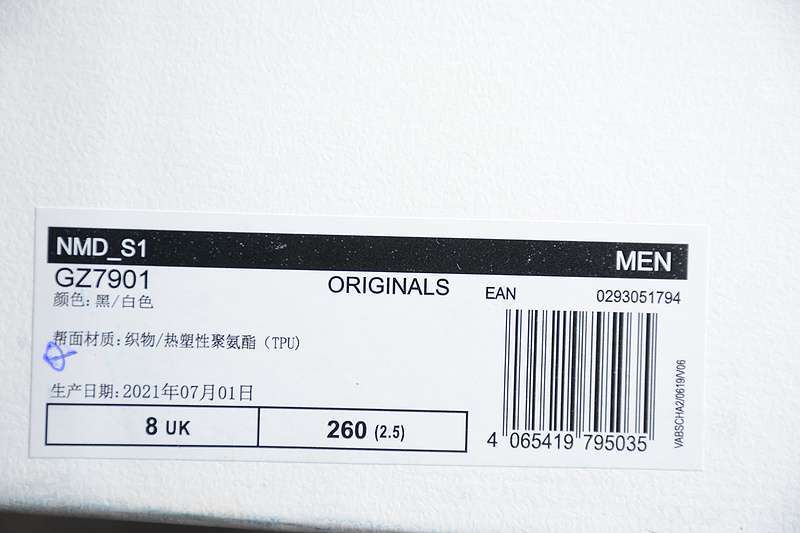 NMD_S1
MEN
GZ7901
ORIGINALS
EAN
0293051794
颜色:黑/白色
帮面材质:织物/热塑性聚氨酯(TPU)
生产日期:2021年07月01日
8 UK
260 (2.5)
4 065419 795035
VABSCHA2/0619/V06